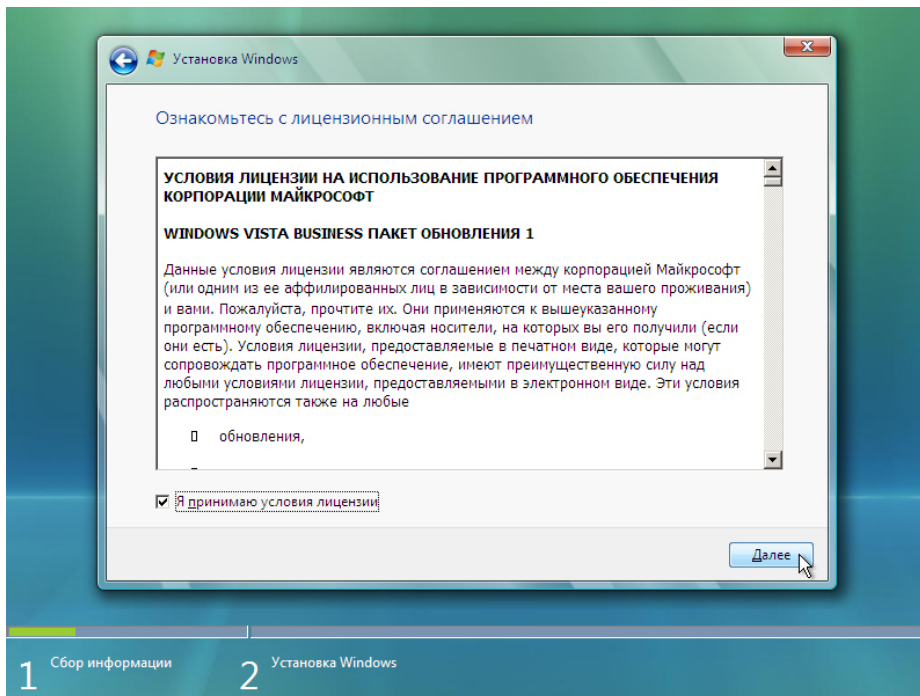 Установка Windows
Ознакомьтесь с лицензионным соглашением
УСЛОВИЯ ЛИЦЕНЗИИ НА ИСПОЛЬЗОВАНИЕ ПРОГРАММНОГО ОБЕСПЕЧЕНИЯ
КОРПОРАЦИИ МАЙКРОСОФТ
WINDOWS VISTA BUSINESS ПАКЕТ ОБНОВЛЕНИЯ 1
Данные условия лицензии являются соглашением между корпорацией Майкрософт
(или одним из ее аффилированных лиц в зависимости от места вашего проживания)
и вами. Пожалуйста, прочтите их. Они применяются к вышеуказанному
программному обеспечению, включая носители, на которых вы его получили (если
они есть). Условия лицензии, предоставляемые в печатном виде, которые могут
сопровождать программное обеспечение, имеют преимущественную силу над
любыми условиями лицензии, предоставляемыми в электронном виде. Эти условия
распространяются также на любые
обновления,
Я принимаю условия лицензии
Далее
1 Сбор информации
2 Установка Windows